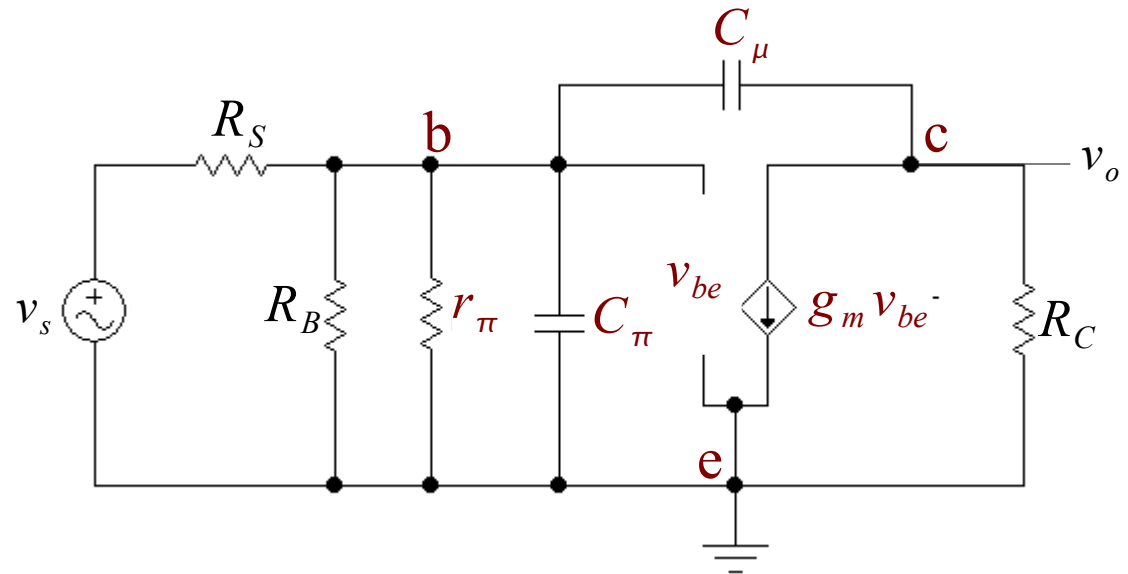 C_μ
R_S
b
c
v_o
v_s
+
R_B
r_π
C_π
v_be
g_m v_be -
R_C
e